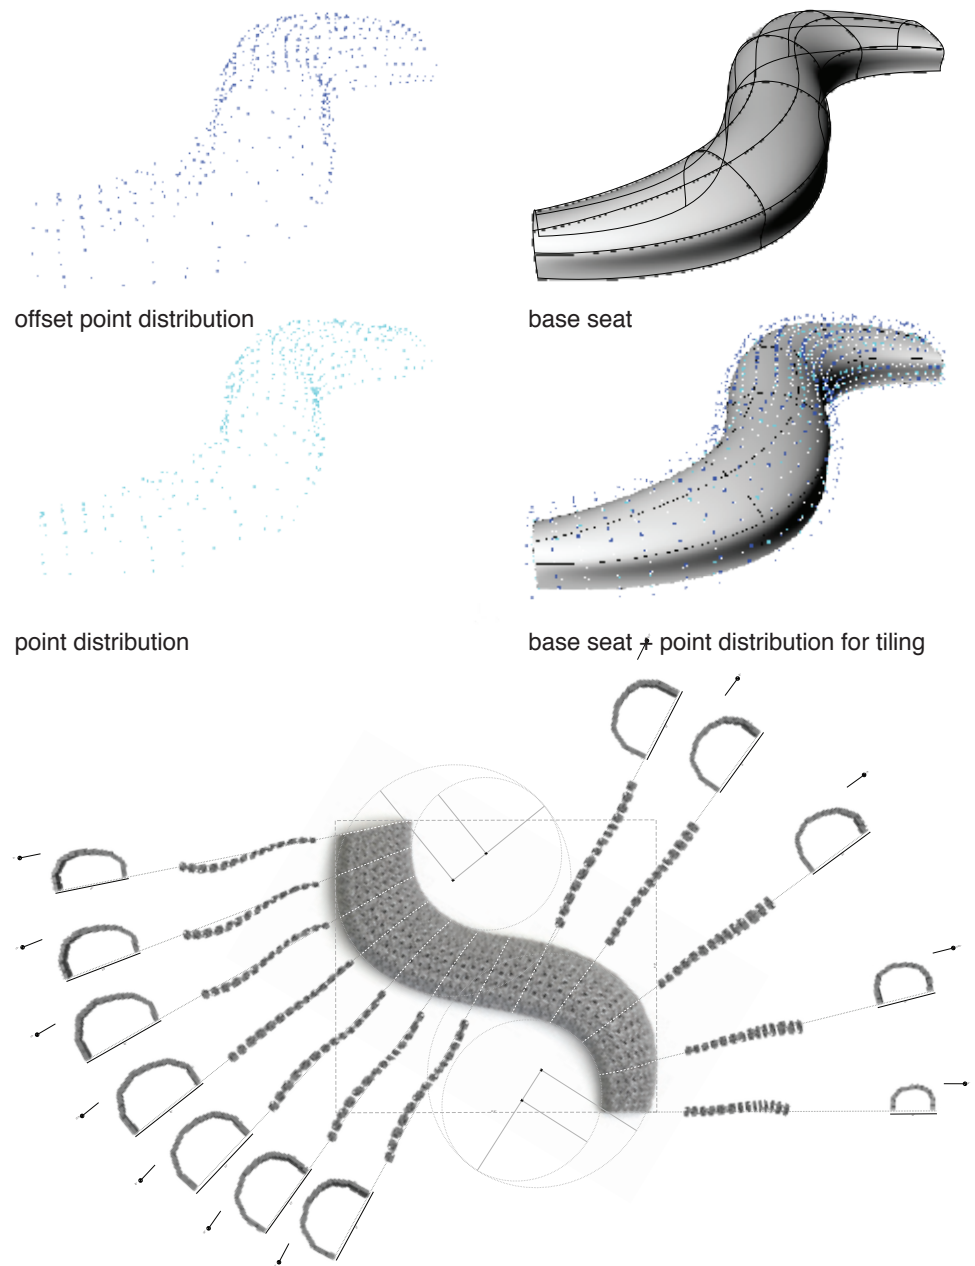 offset point distribution
base seat
point distribution
base seat + point distribution for tiling